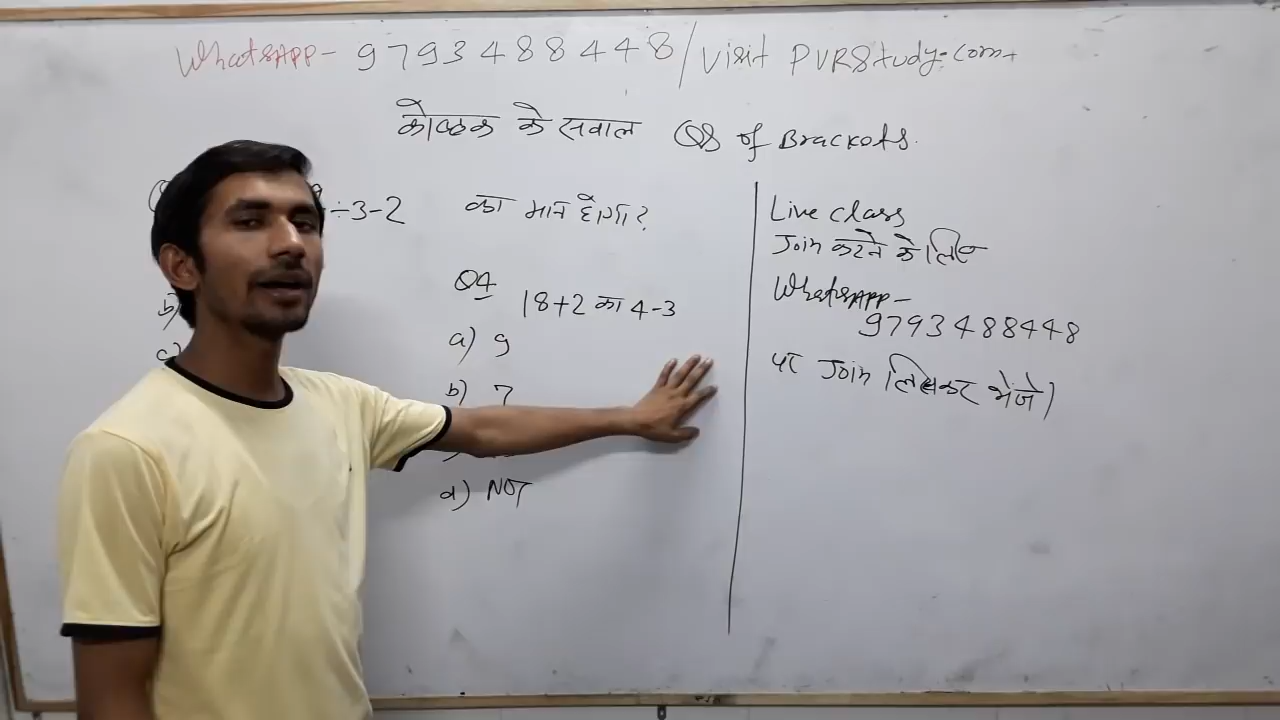 WhatsAPP- 9793488448/Visit PVRStudy.com
कोष्ठक के सवाल Qs of Brackets.
÷3-2 का मान होगा?
b)
c)
Q4
18+2 का 4-3
a) 9
b) 7
d) NOT
Live class
Join करने के लिए
WhatsAPP-
9793488448
पर Join लिखकर भेजे।